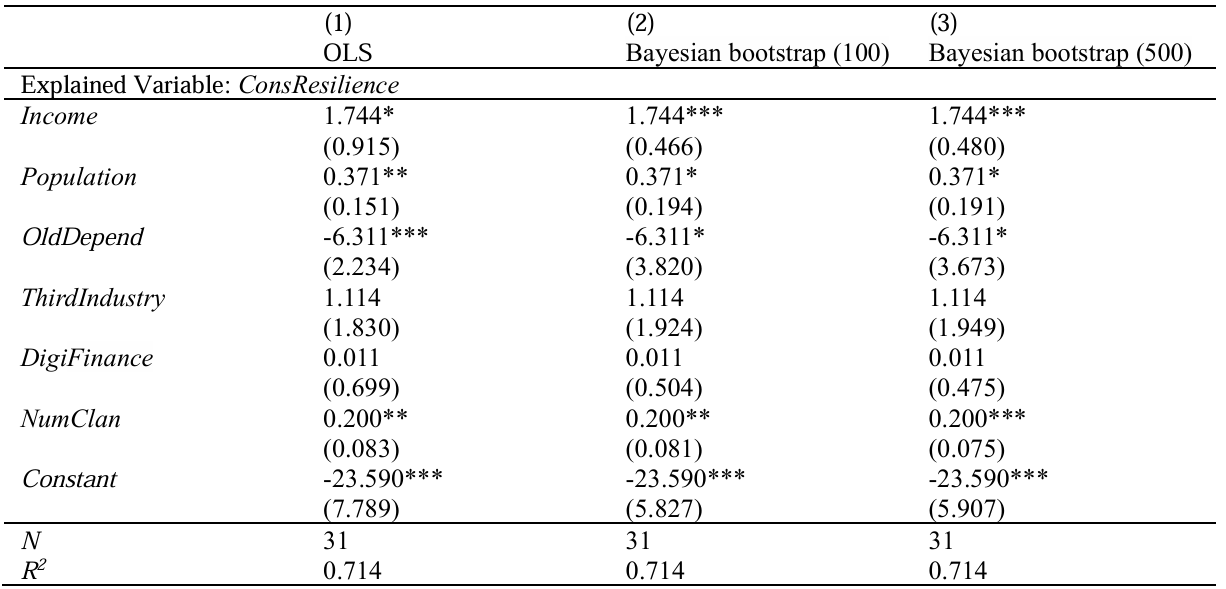 (1) (2) (3)
OLS Bayesian bootstrap (100) Bayesian bootstrap (500)
Explained Variable: ConsResilience
Income 1.744* 1.744*** 1.744***
(0.915) (0.466) (0.480)
Population 0.371** 0.371* 0.371*
(0.151) (0.194) (0.191)
OldDepend -6.311*** -6.311* -6.311*
(2.234) (3.820) (3.673)
ThirdIndustry 1.114 1.114 1.114
(1.830) (1.924) (1.949)
DigiFinance 0.011 0.011 0.011
(0.699) (0.504) (0.475)
NumClan 0.200** 0.200** 0.200***
(0.083) (0.081) (0.075)
Constant -23.590*** -23.590*** -23.590***
(7.789) (5.827) (5.907)
N 31 31 31
R² 0.714 0.714 0.714